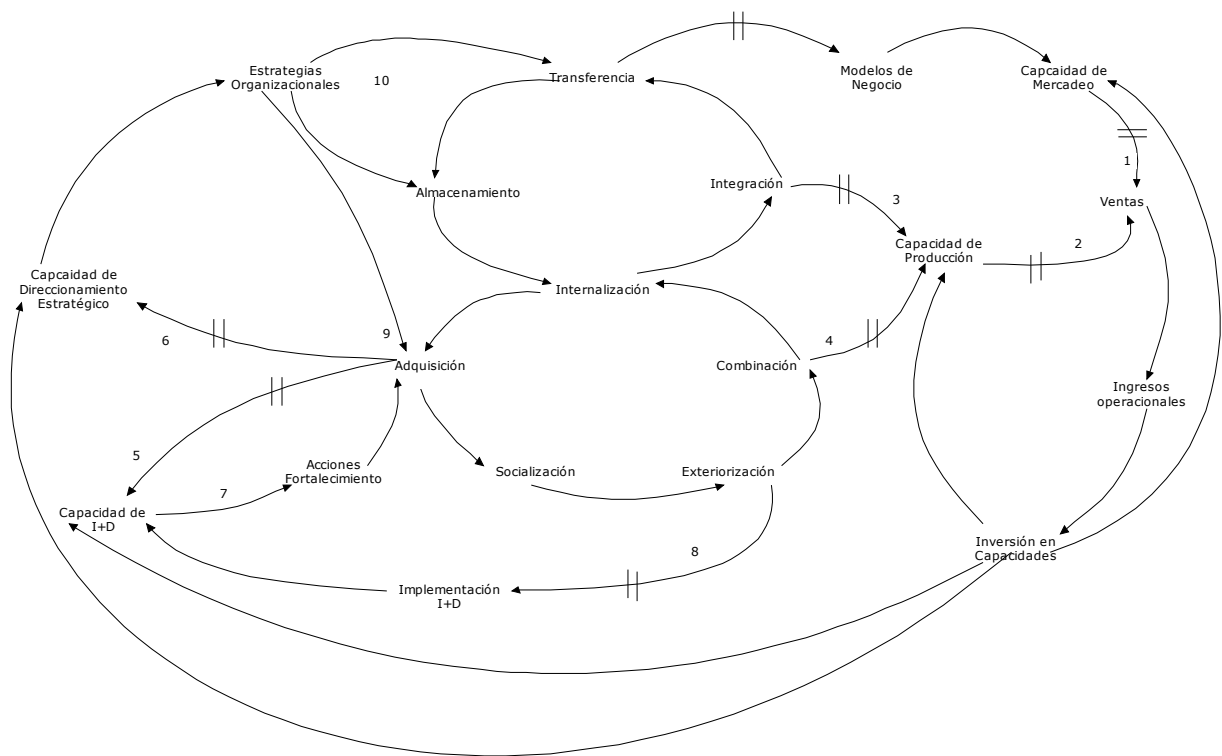 Estrategias
Organizacionales
10
Transferencia
Modelos de
Negocio
Capcaidad de
Mercadeo
1
Almacenamiento
Integración
3
Ventas
Capacidad de
Producción
2
Capcaidad de
Direccionamiento
Estratégico
Internalización
6
9
4
Adquisición
Combinación
Ingresos
operacionales
5
Acciones
Fortalecimiento
Socialización
Exteriorización
7
Capacidad de
I+D
8
Inversión en
Capacidades
Implementación
I+D